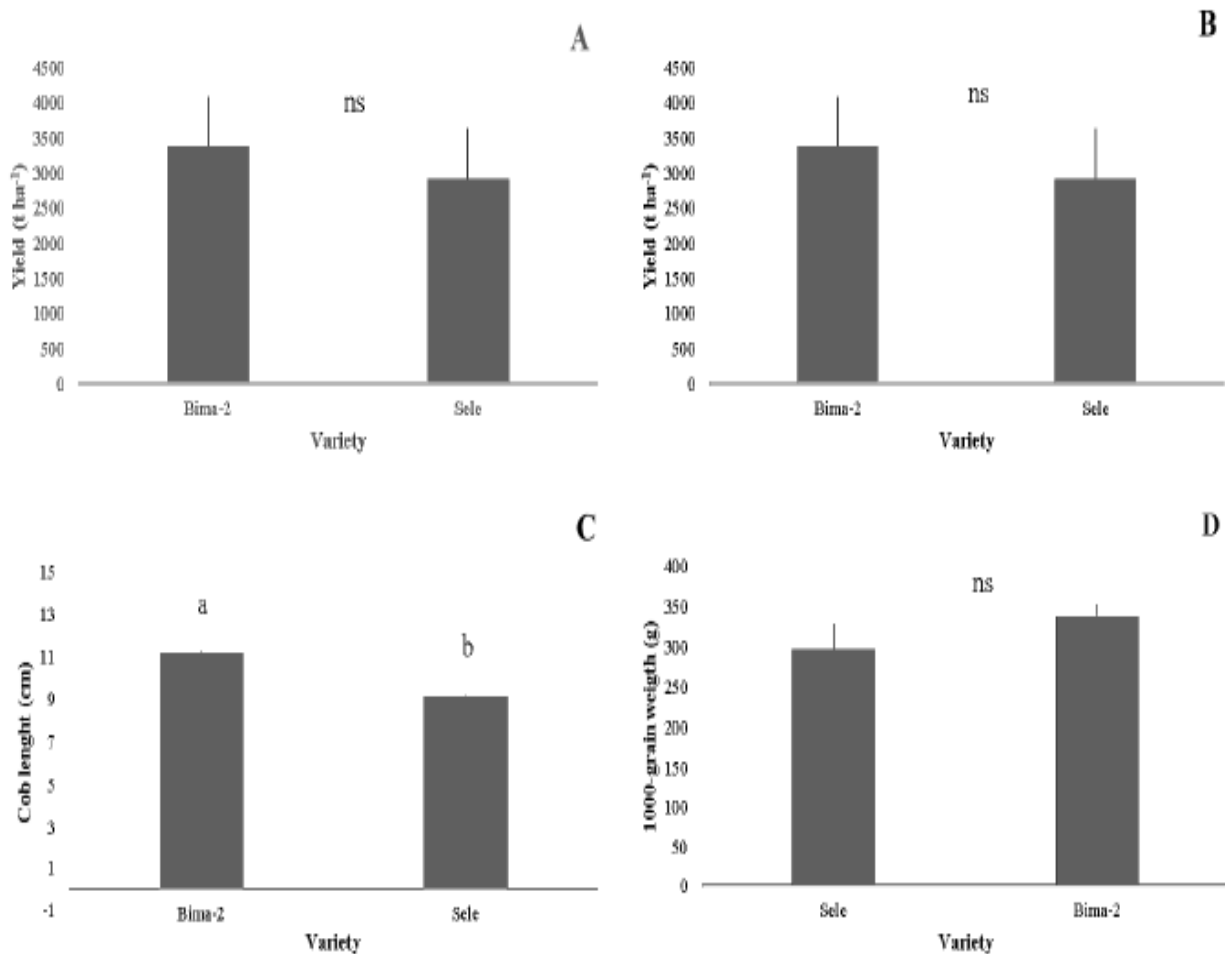 A
Yield (t ha⁻¹)
4500
4000
3500
3000
2500
2000
1500
1000
500
0
ns
Bima-2 Sele
Variety
B
Yield (t ha⁻¹)
4500
4000
3500
3000
2500
2000
1500
1000
500
0
ns
Bima-2 Sele
Variety
C
Cob lenght (cm)
15
13
11
9
7
5
3
1
-1
a
b
Bima-2 Sele
Variety
D
1000-grain weigth (g)
400
350
300
250
200
150
100
50
0
ns
Sele Bima-2
Variety